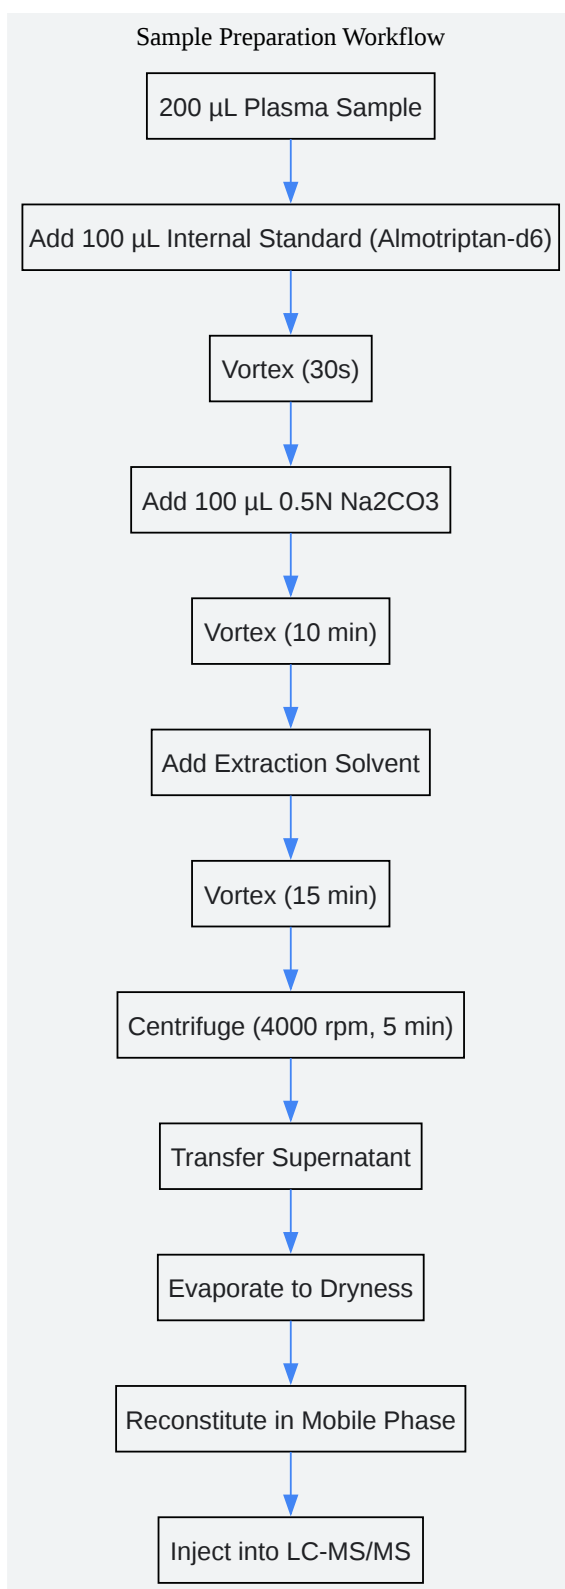 Sample Preparation Workflow
200 µL Plasma Sample
Add 100 µL Internal Standard (Almotriptan-d6)
Vortex (30s)
Add 100 µL 0.5N Na2CO3
Vortex (10 min)
Add Extraction Solvent
Vortex (15 min)
Centrifuge (4000 rpm, 5 min)
Transfer Supernatant
Evaporate to Dryness
Reconstitute in Mobile Phase
Inject into LC-MS/MS